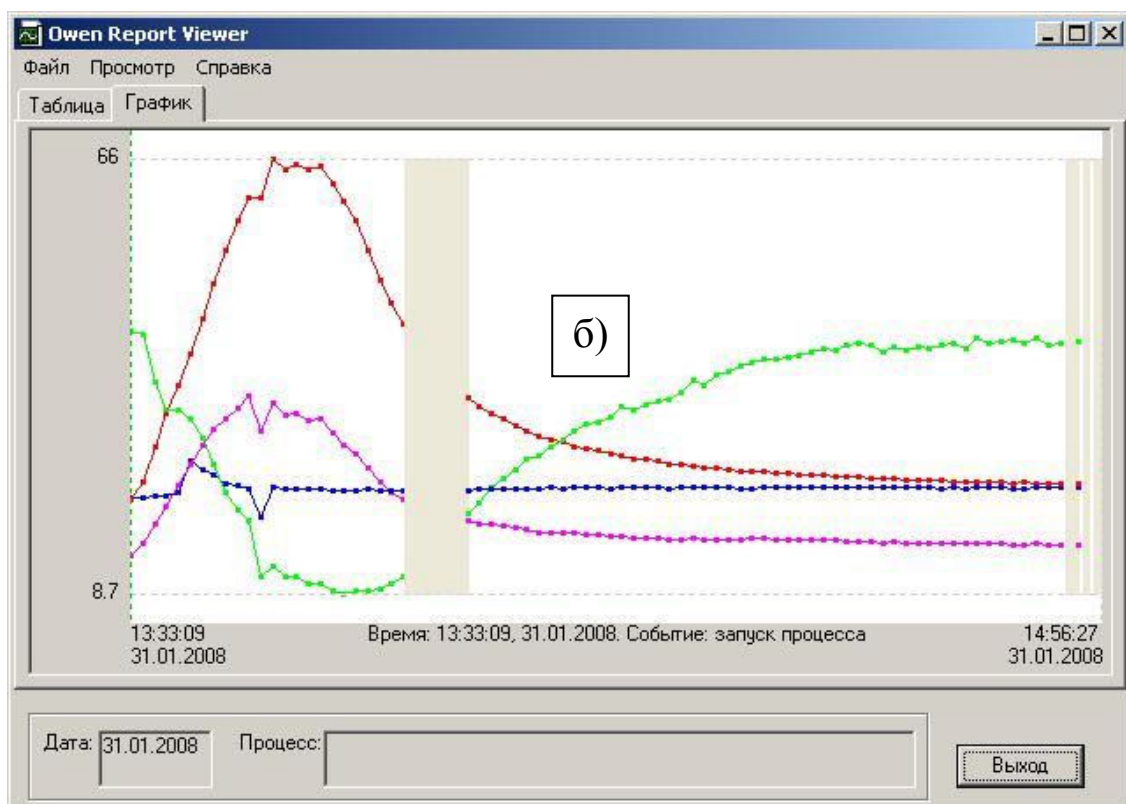 Owen Report Viewer
Файл Просмотр Справка
Таблица График
66
б)
8.7
13:33:09 Время: 13:33:09, 31.01.2008. Событие: запуск процесса 14:56:27
31.01.2008 31.01.2008
Дата: 31.01.2008 Процесс:
Выход